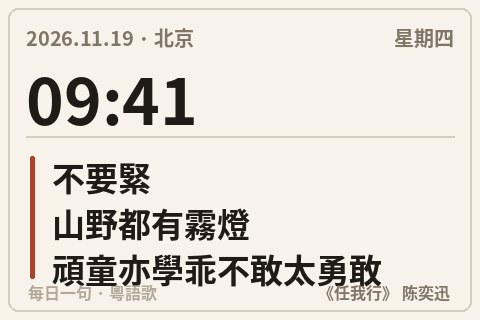 2026.11.19 · 北京
星期四
09:41
不要緊
山野都有霧燈
頑童亦學乖不敢太勇敢
每日一句 · 粵語歌
《任我行》 陈奕迅